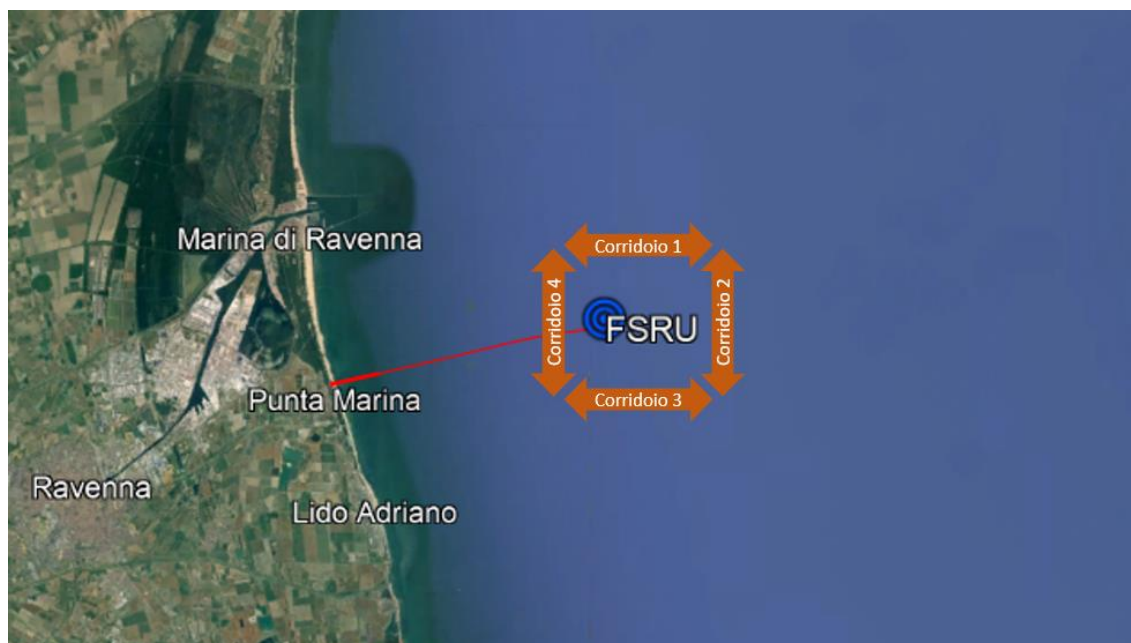 Marina di Ravenna
Corridoio 1
Corridoio 4
FSRU
Corridoio 2
Punta Marina
Corridoio 3
Ravenna
Lido Adriano